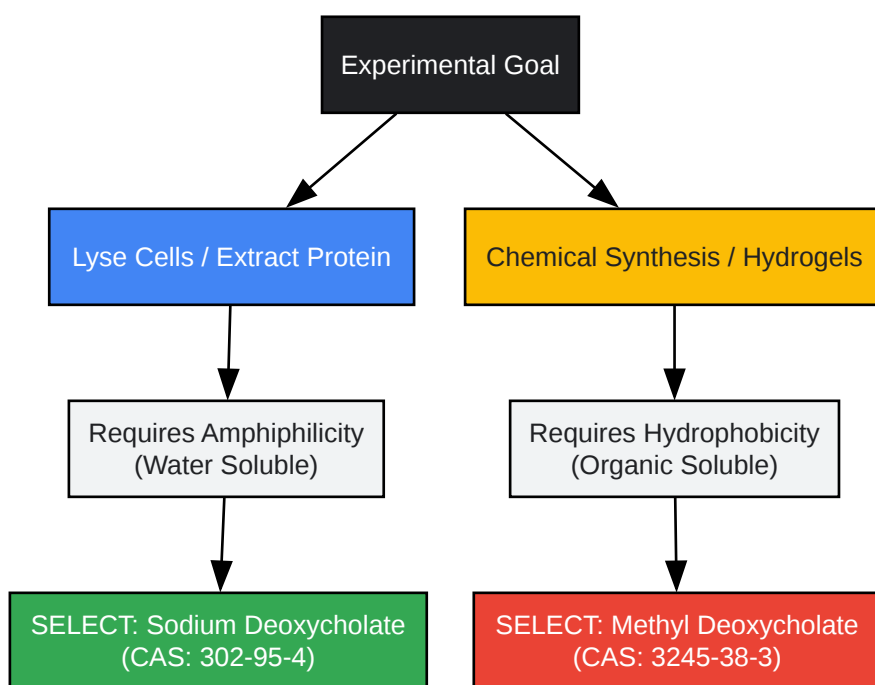 Experimental Goal
Lyse Cells / Extract Protein
Chemical Synthesis / Hydrogels
Requires Amphiphilicity
(Water Soluble)
Requires Hydrophobicity
(Organic Soluble)
SELECT: Sodium Deoxycholate
(CAS: 302-95-4)
SELECT: Methyl Deoxycholate
(CAS: 3245-38-3)